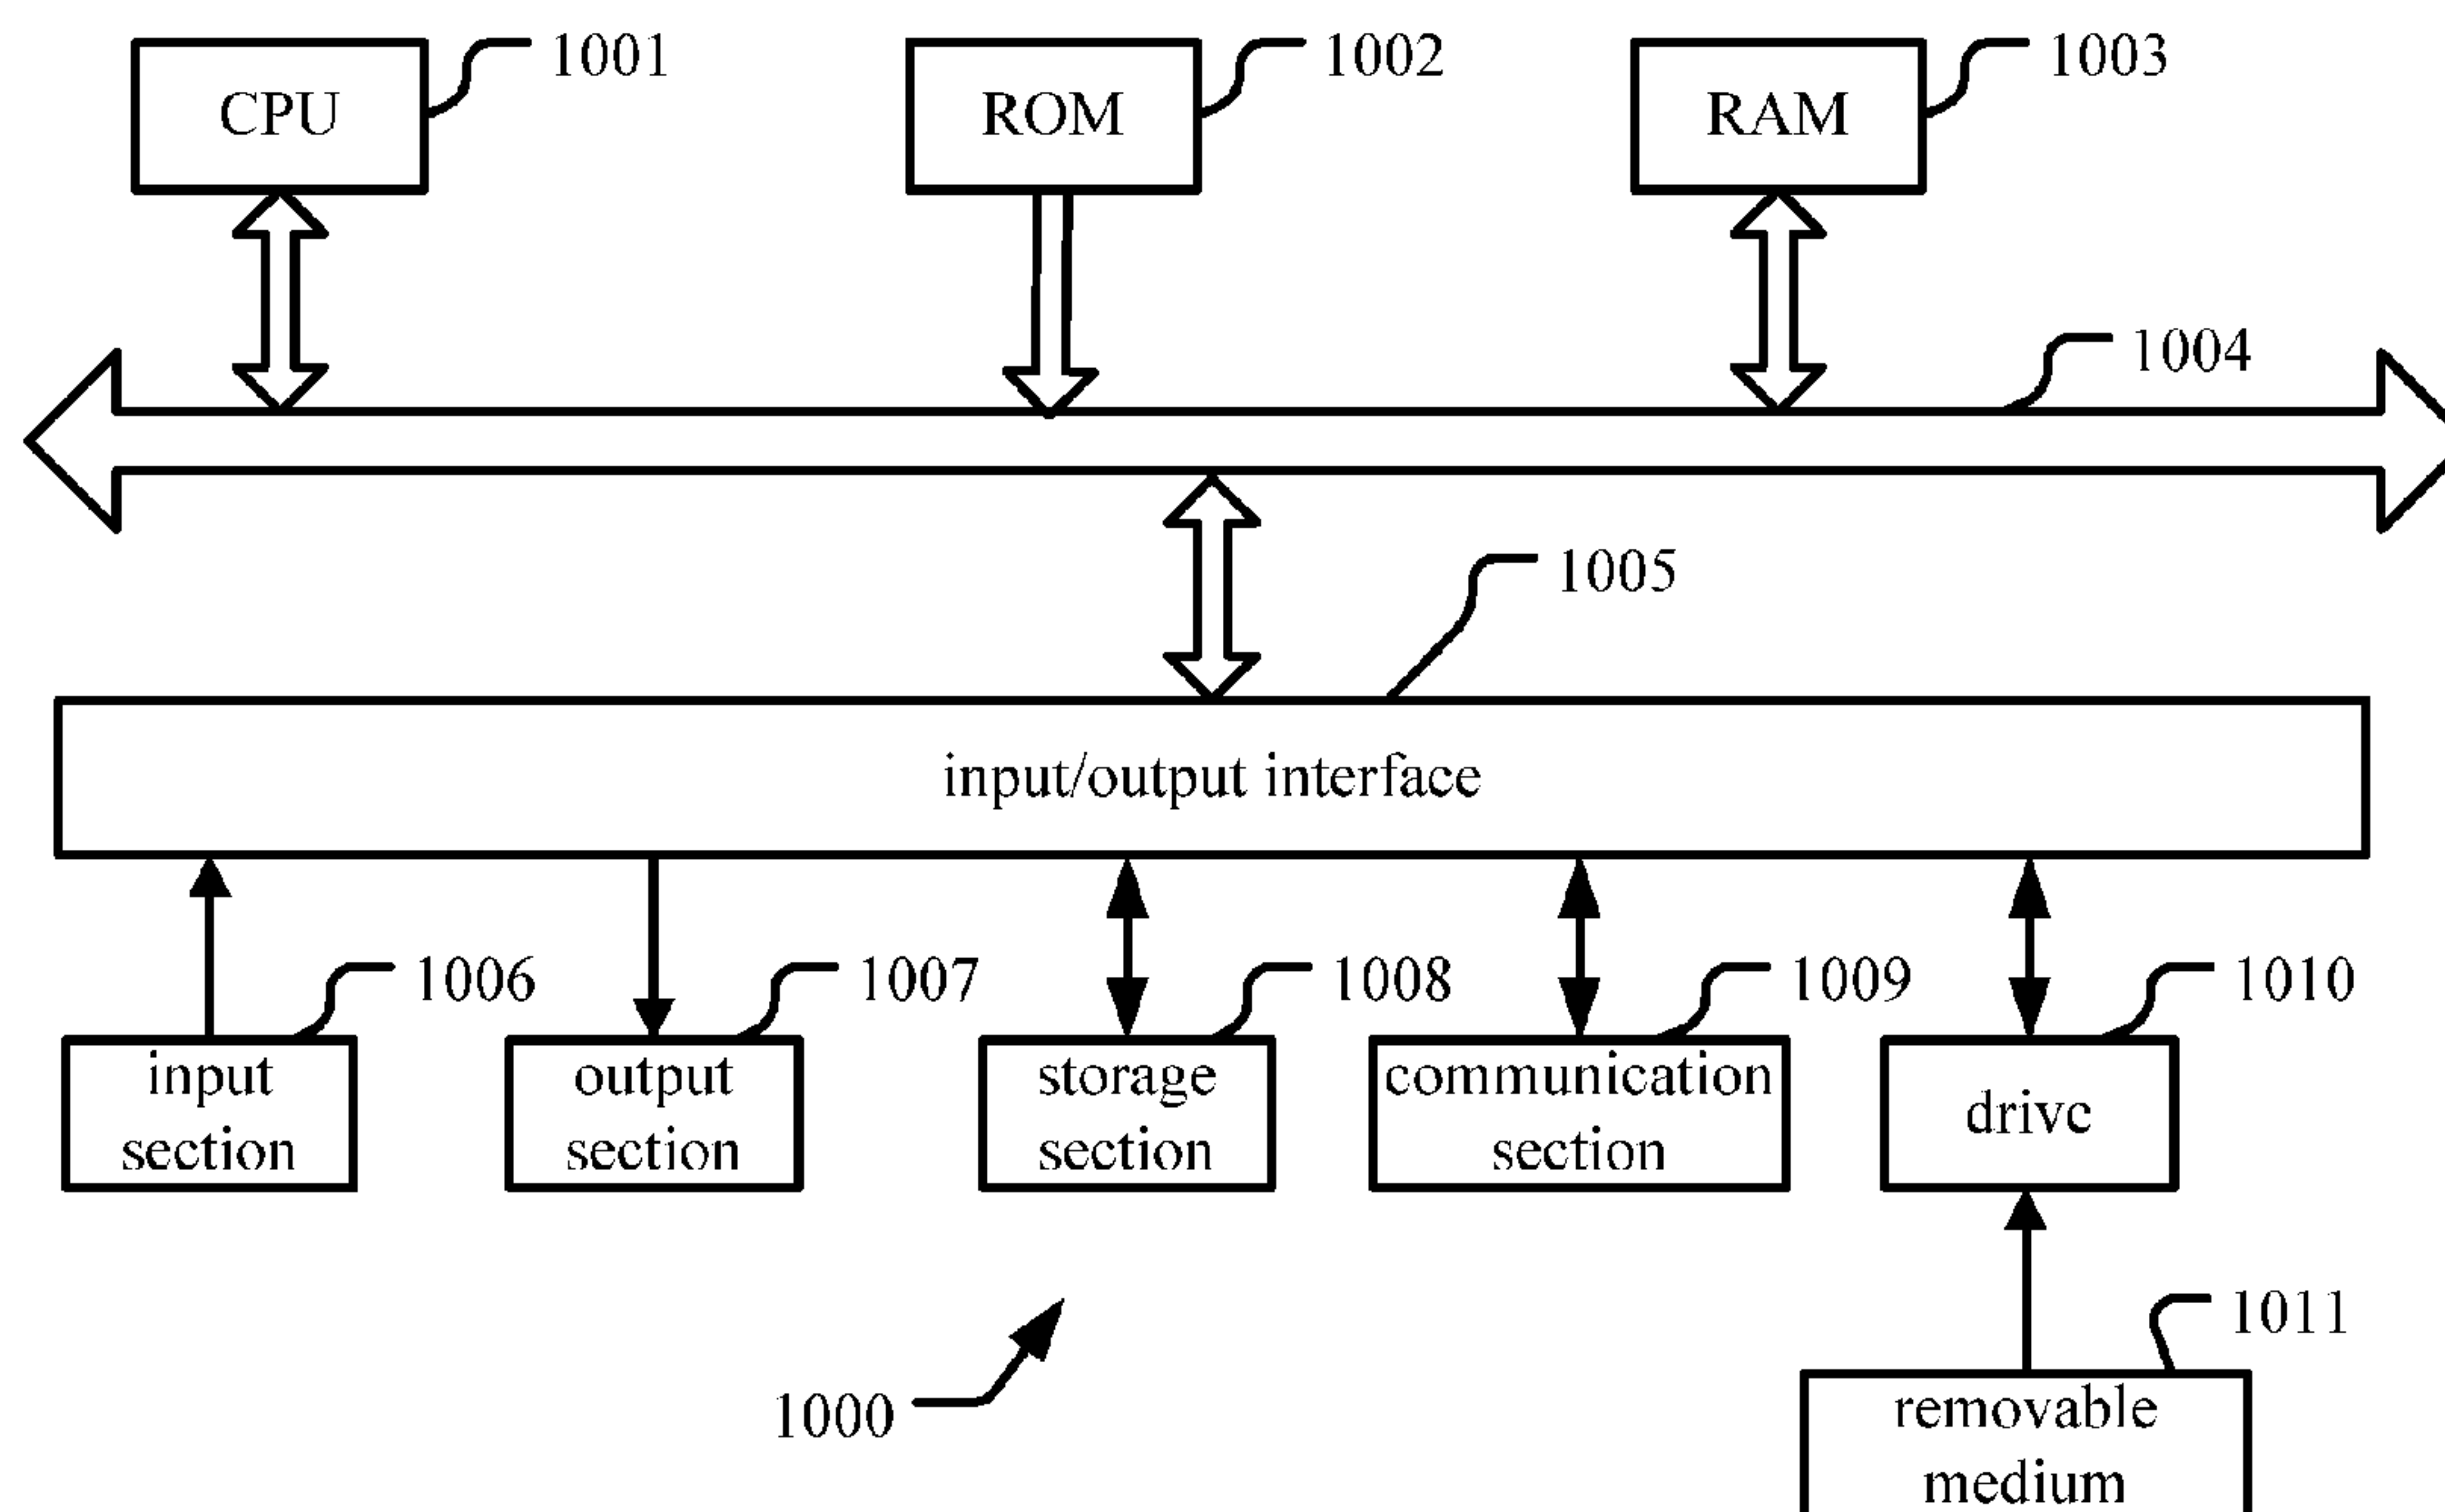 CPU
1001
ROM
1002
RAM
1003
1004
1005
input/output interface
1006
1007
1008
1009
1010
input
section
output
section
storage
section
communication
section
drivc
1011
1000
removable
medium